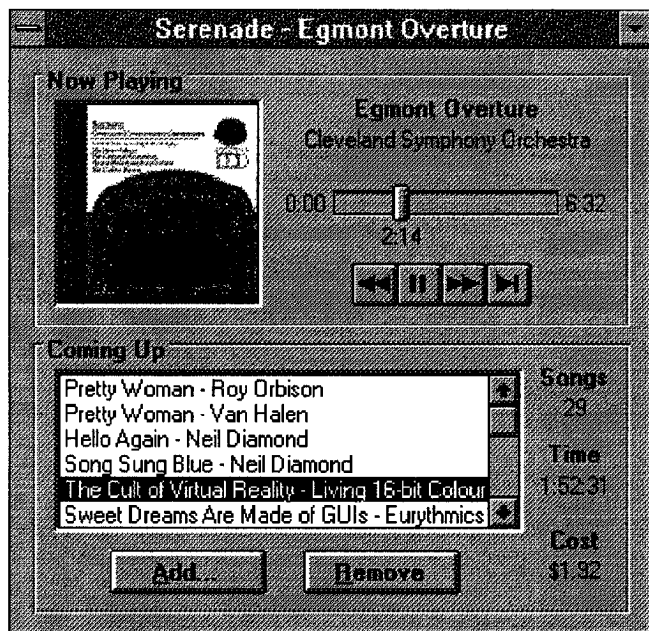 Serenade - Egmont Overture
Now Playing
Egmont Overture
Cleveland Symphony Orchestra
0:00
6:32
2:14
Coming Up
Pretty Woman - Roy Orbison
Pretty Woman - Van Halen
Hello Again - Neil Diamond
Song Sung Blue - Neil Diamond
The Cult of Virtual Reality - Living 16-bit Colour
Sweet Dreams Are Made of GUIs - Eurythmics
Songs
29
Time
1:52:31
Cost
$1.92
Add...
Remove